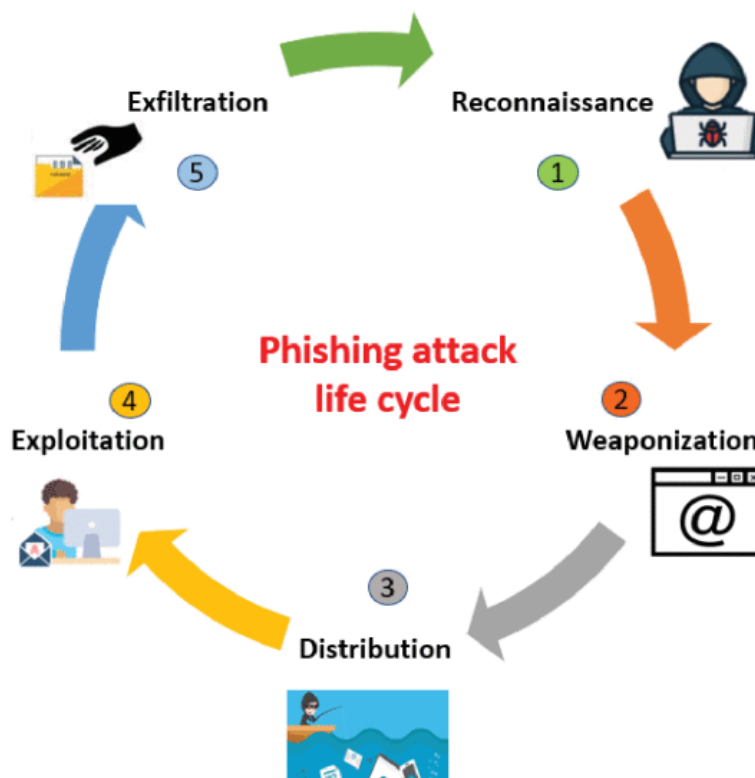 Exfiltration
Reconnaissance
5
1
Phishing attack
life cycle
4
2
Exploitation
Weaponization
@
3
Distribution